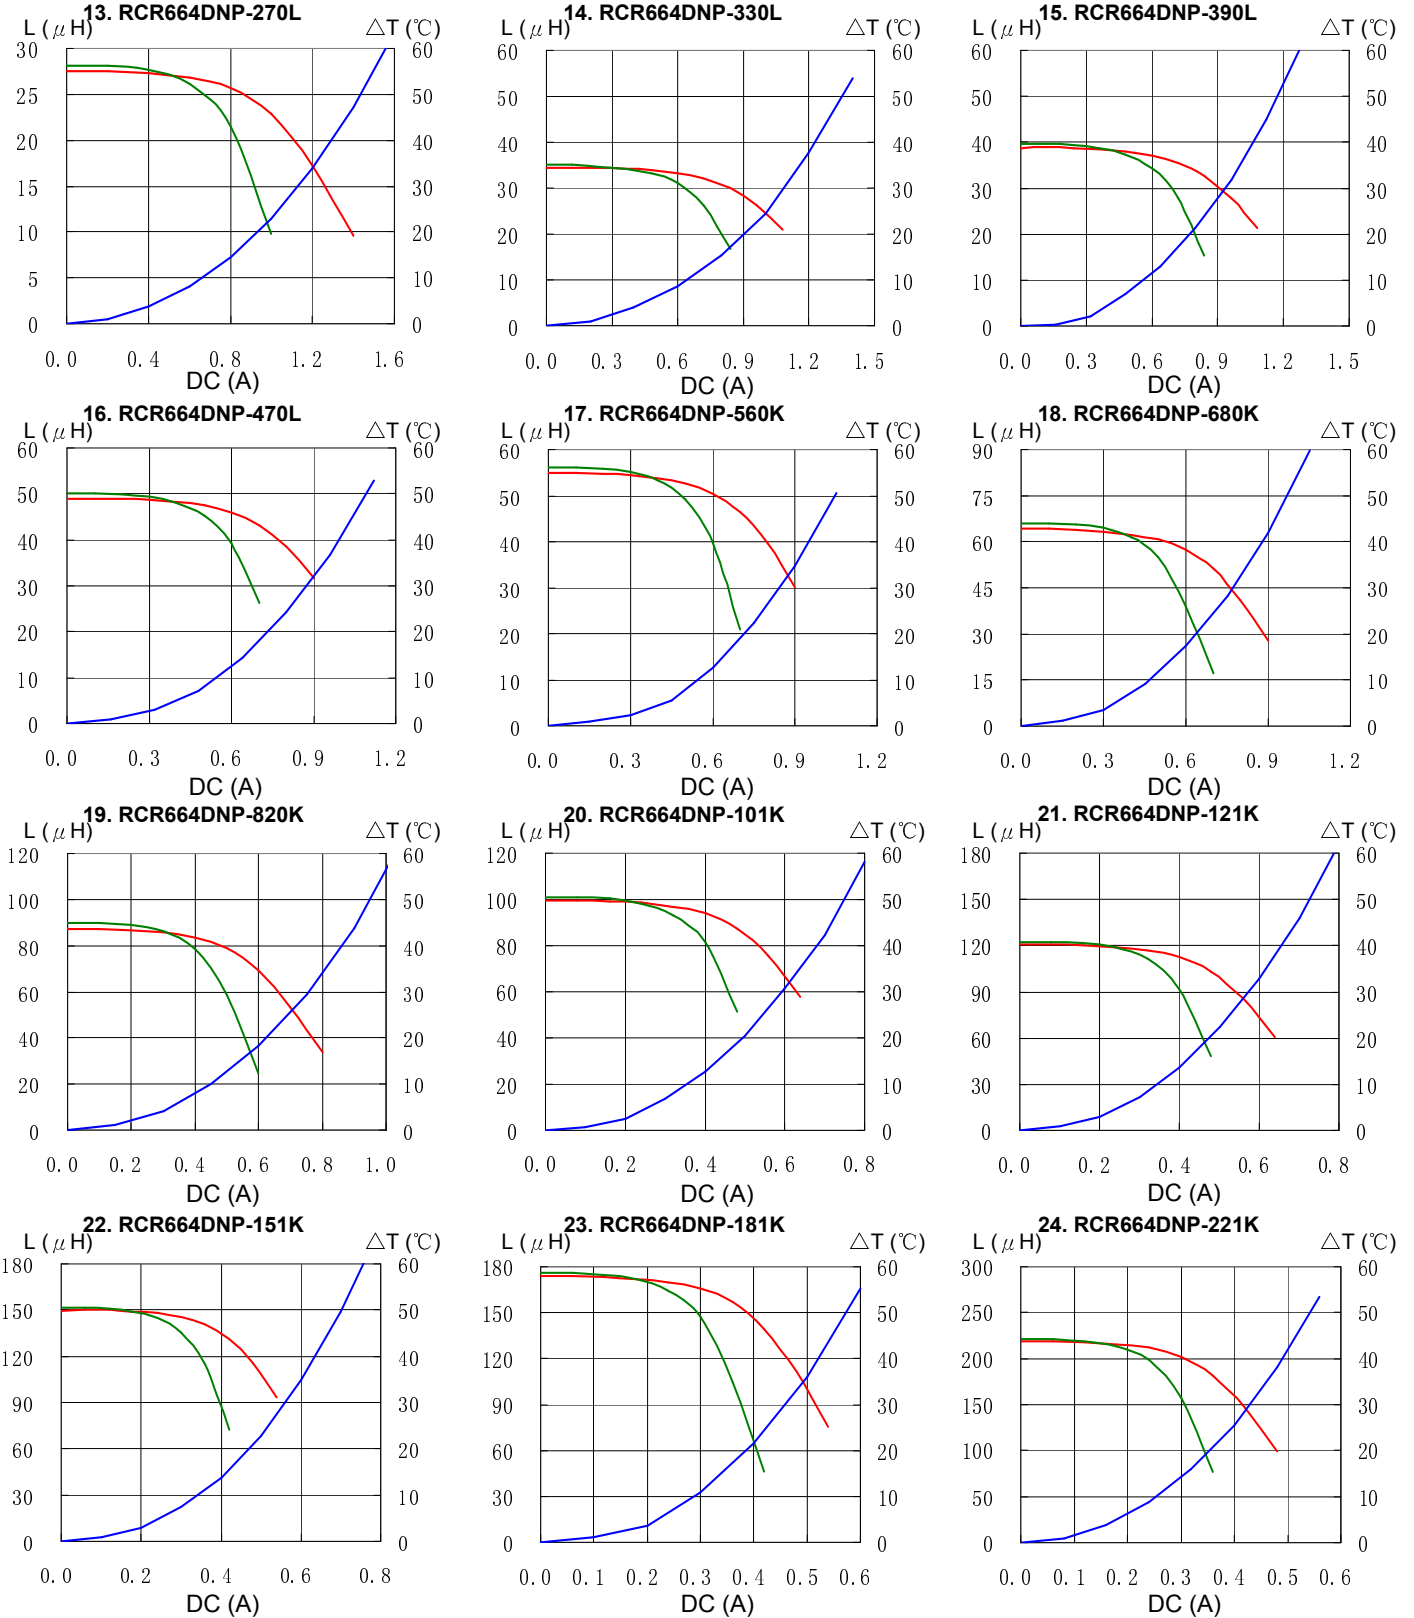 13. RCR664DNP-270L
L (μH) △T (℃)
30 60
25 50
20 40
15 30
10 20
5 10
0 0
0.0 0.4 0.8 1.2 1.6
DC (A)
14. RCR664DNP-330L
L (μH) △T (℃)
60 60
50 50
40 40
30 30
20 20
10 10
0 0
0.0 0.3 0.6 0.9 1.2 1.5
DC (A)
15. RCR664DNP-390L
L (μH) △T (℃)
60 60
50 50
40 40
30 30
20 20
10 10
0 0
0.0 0.3 0.6 0.9 1.2 1.5
DC (A)
16. RCR664DNP-470L
L (μH) △T (℃)
60 60
50 50
40 40
30 30
20 20
10 10
0 0
0.0 0.3 0.6 0.9 1.2
DC (A)
17. RCR664DNP-560K
L (μH) △T (℃)
60 60
50 50
40 40
30 30
20 20
10 10
0 0
0.0 0.3 0.6 0.9 1.2
DC (A)
18. RCR664DNP-680K
L (μH) △T (℃)
90 60
75 50
60 40
45 30
30 20
15 10
0 0
0.0 0.3 0.6 0.9 1.2
DC (A)
19. RCR664DNP-820K
L (μH) △T (℃)
120 60
100 50
80 40
60 30
40 20
20 10
0 0
0.0 0.2 0.4 0.6 0.8 1.0
DC (A)
20. RCR664DNP-101K
L (μH) △T (℃)
120 60
100 50
80 40
60 30
40 20
20 10
0 0
0.0 0.2 0.4 0.6 0.8
DC (A)
21. RCR664DNP-121K
L (μH) △T (℃)
180 60
150 50
120 40
90 30
60 20
30 10
0 0
0.0 0.2 0.4 0.6 0.8
DC (A)
22. RCR664DNP-151K
L (μH) △T (℃)
180 60
150 50
120 40
90 30
60 20
30 10
0 0
0.0 0.2 0.4 0.6 0.8
DC (A)
23. RCR664DNP-181K
L (μH) △T (℃)
180 60
150 50
120 40
90 30
60 20
30 10
0 0
0.0 0.1 0.2 0.3 0.4 0.5 0.6
DC (A)
24. RCR664DNP-221K
L (μH) △T (℃)
300 60
250 50
200 40
150 30
100 20
50 10
0 0
0.0 0.1 0.2 0.3 0.4 0.5 0.6
DC (A)